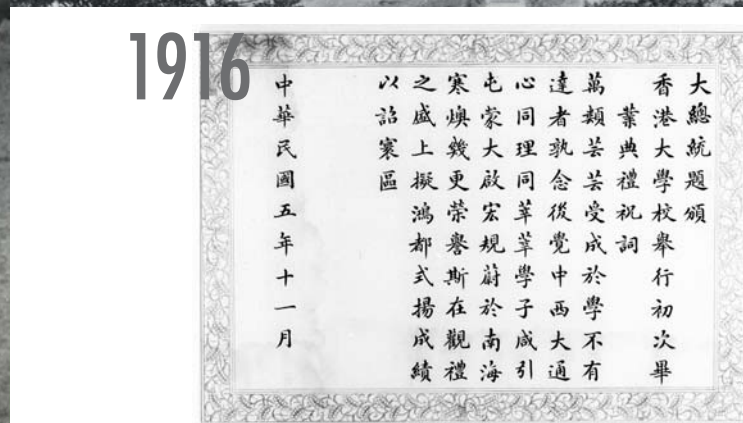 1916
大總統題頒
香港大學校舉行初次畢
業典禮祝詞
萬類芸芸受成於學不有
達者孰念後覺中西大通
心同理同莘莘學子咸引
屯蒙大啟宏規蔚於南海
寒燠幾更榮譽斯在觀禮
之盛上擬鴻都式揚成績
以詔寰區
中華民國五年十一月